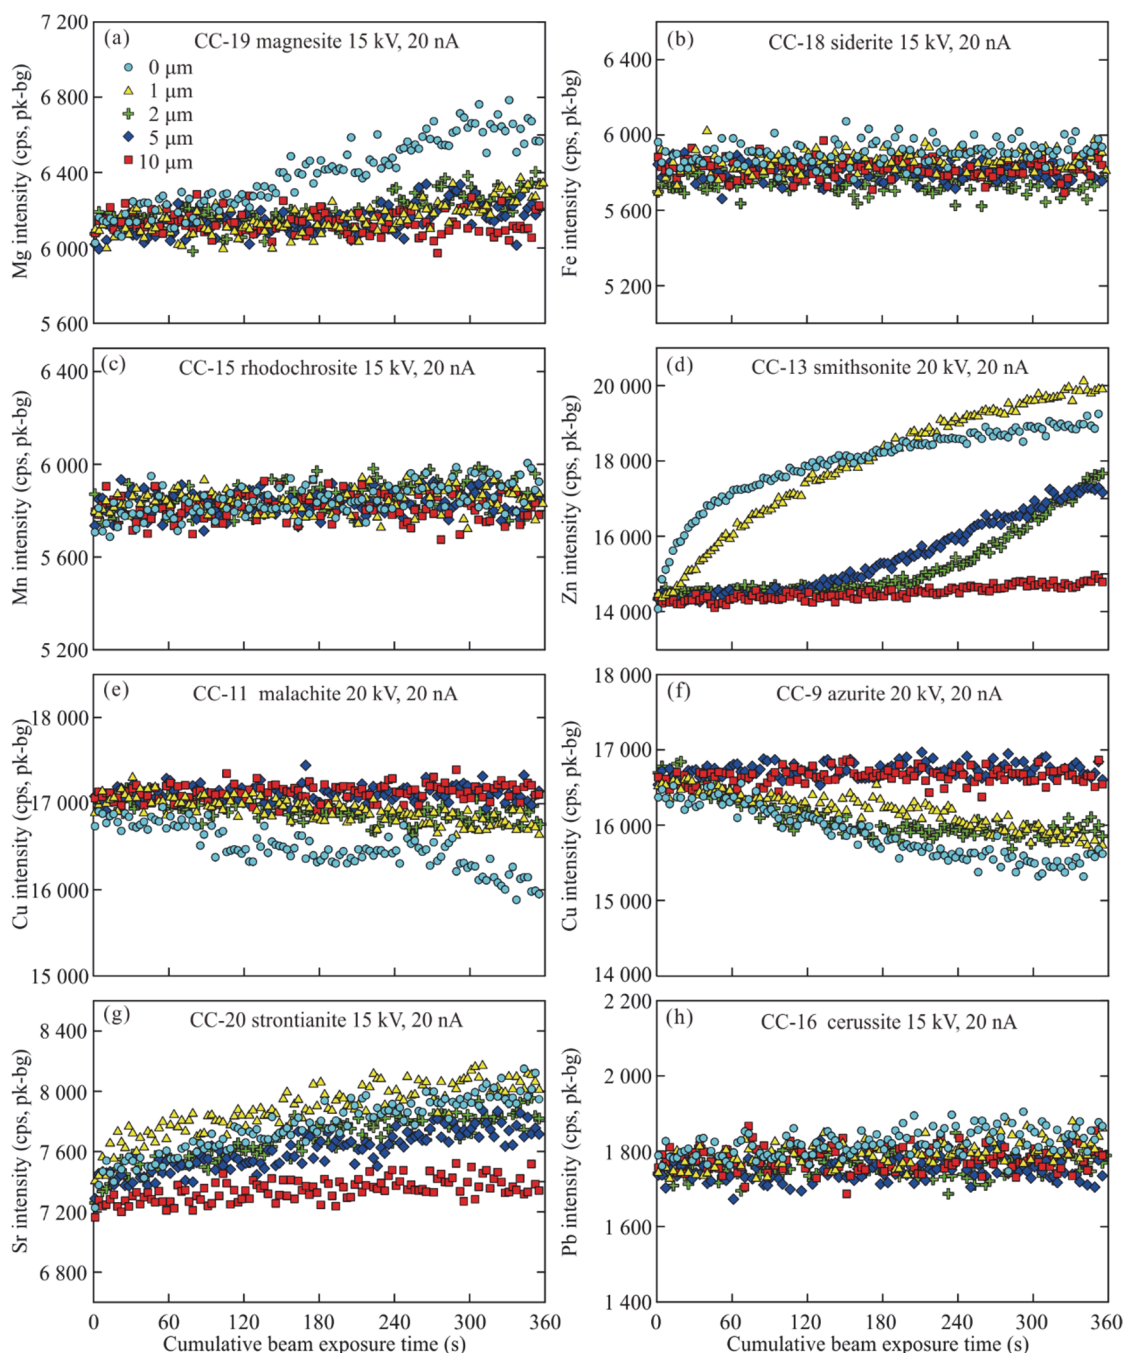 (a) CC-19 magnesite 15 kV, 20 nA
0 μm
1 μm
2 μm
5 μm
10 μm
7 200
6 800
6 400
6 000
5 600
Mg intensity (cps, pk-bg)
(b) CC-18 siderite 15 kV, 20 nA
6 400
6 000
5 600
5 200
Fe intensity (cps, pk-bg)
(c) CC-15 rhodochrosite 15 kV, 20 nA
6 400
6 000
5 600
5 200
Mn intensity (cps, pk-bg)
(d) CC-13 smithsonite 20 kV, 20 nA
20 000
18 000
16 000
14 000
Zn intensity (cps, pk-bg)
(e) CC-11 malachite 20 kV, 20 nA
18 000
17 000
16 000
15 000
Cu intensity (cps, pk-bg)
(f) CC-9 azurite 20 kV, 20 nA
18 000
17 000
16 000
15 000
14 000
Cu intensity (cps, pk-bg)
(g) CC-20 strontianite 15 kV, 20 nA
8 400
8 000
7 600
7 200
6 800
Sr intensity (cps, pk-bg)
0 60 120 180 240 300 360
Cumulative beam exposure time (s)
(h) CC-16 cerussite 15 kV, 20 nA
2 200
2 000
1 800
1 600
1 400
Pb intensity (cps, pk-bg)
0 60 120 180 240 300 360
Cumulative beam exposure time (s)